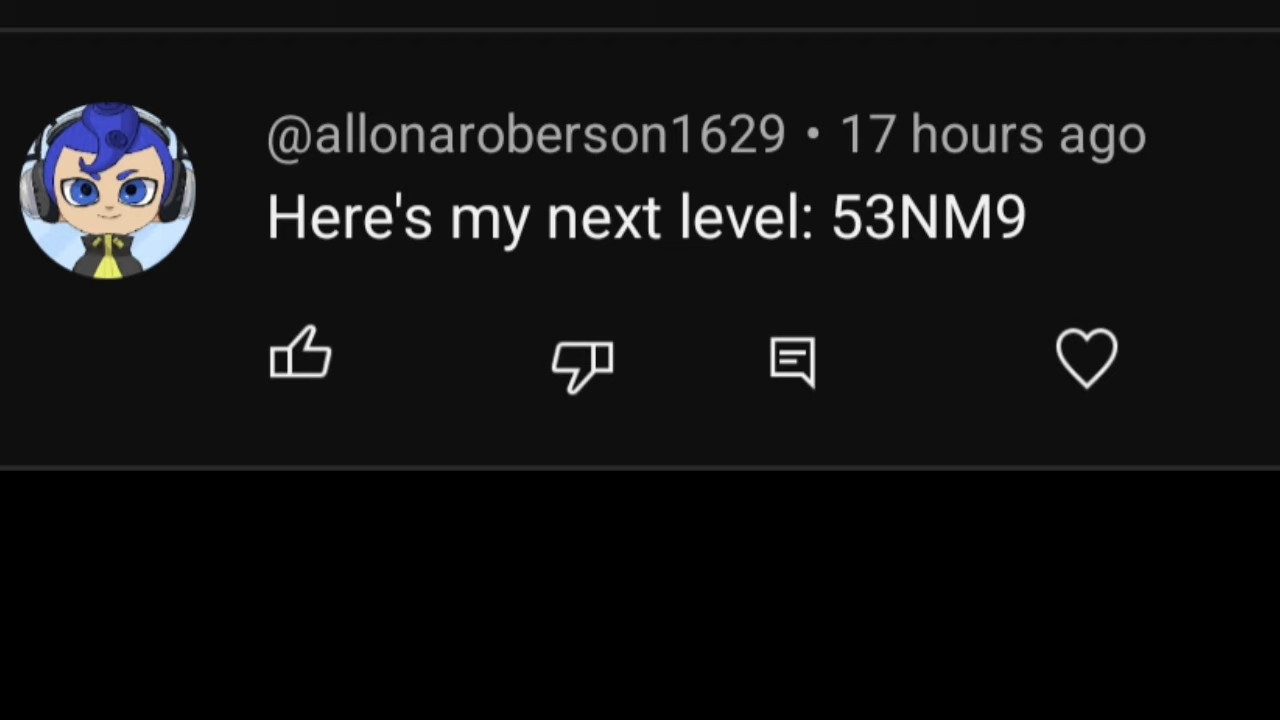 @allonaroberson1629 • 17 hours ago
Here's my next level: 53NM9